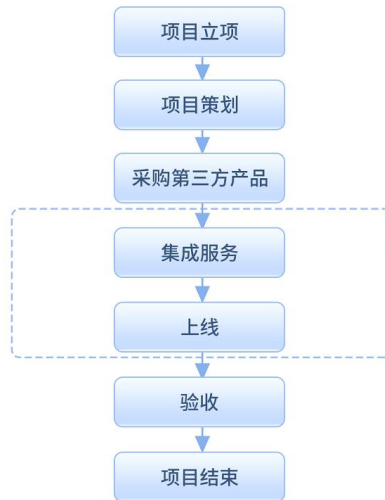 项目立项
项目策划
采购第三方产品
集成服务
上线
验收
项目结束